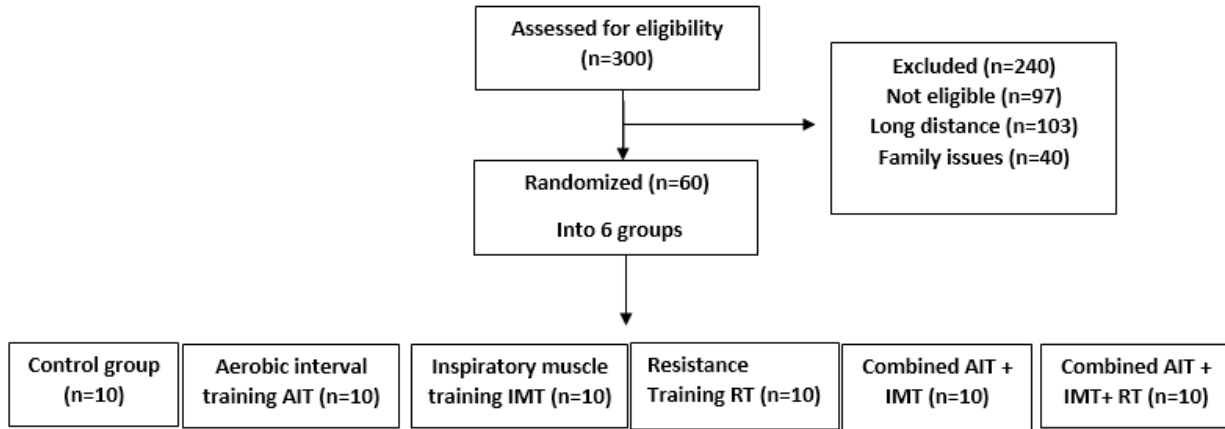 Assessed for eligibility
(n=300)
Excluded (n=240)
Not eligible (n=97)
Long distance (n=103)
Family issues (n=40)
Randomized (n=60)
Into 6 groups
Control group
(n=10)
Aerobic interval
training AIT (n=10)
Inspiratory muscle
training IMT (n=10)
Resistance
Training RT (n=10)
Combined AIT +
IMT (n=10)
Combined AIT +
IMT+ RT (n=10)